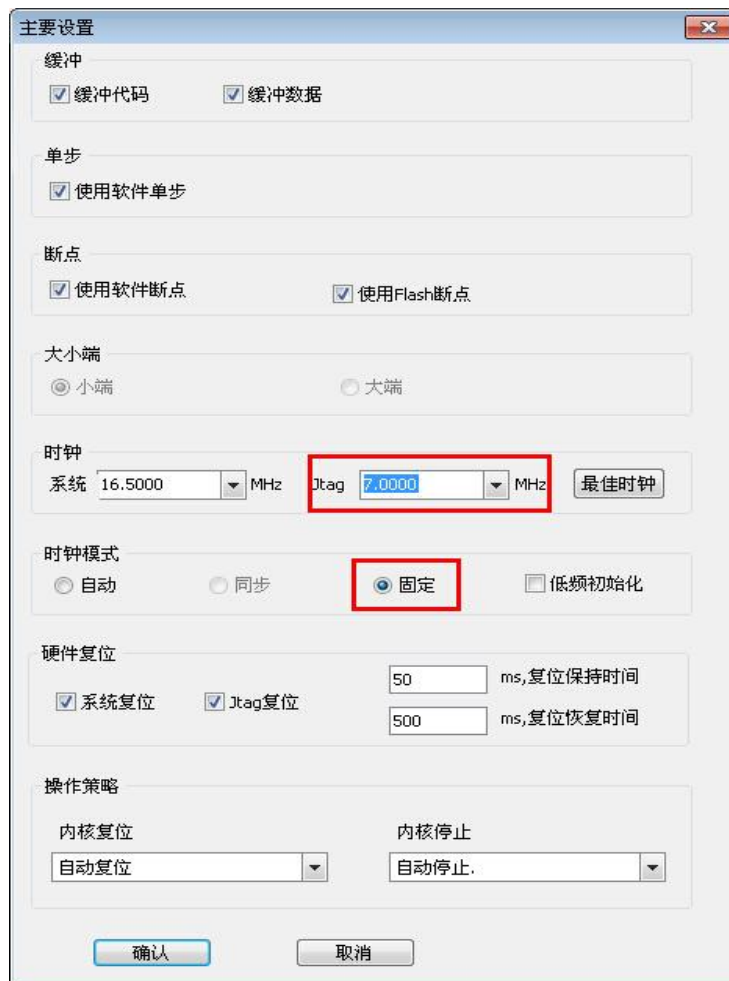 主要设置
缓冲
缓冲代码 缓冲数据
单步
使用软件单步
断点
使用软件断点 使用Flash断点
大小端
小端 大端
时钟
系统 16.5000 MHz Jtag 7.0000 MHz 最佳时钟
时钟模式
自动 同步 固定 低频初始化
硬件复位
系统复位 Jtag复位
50 ms,复位保持时间
500 ms,复位恢复时间
操作策略
内核复位 内核停止
自动复位 自动停止.
确认 取消